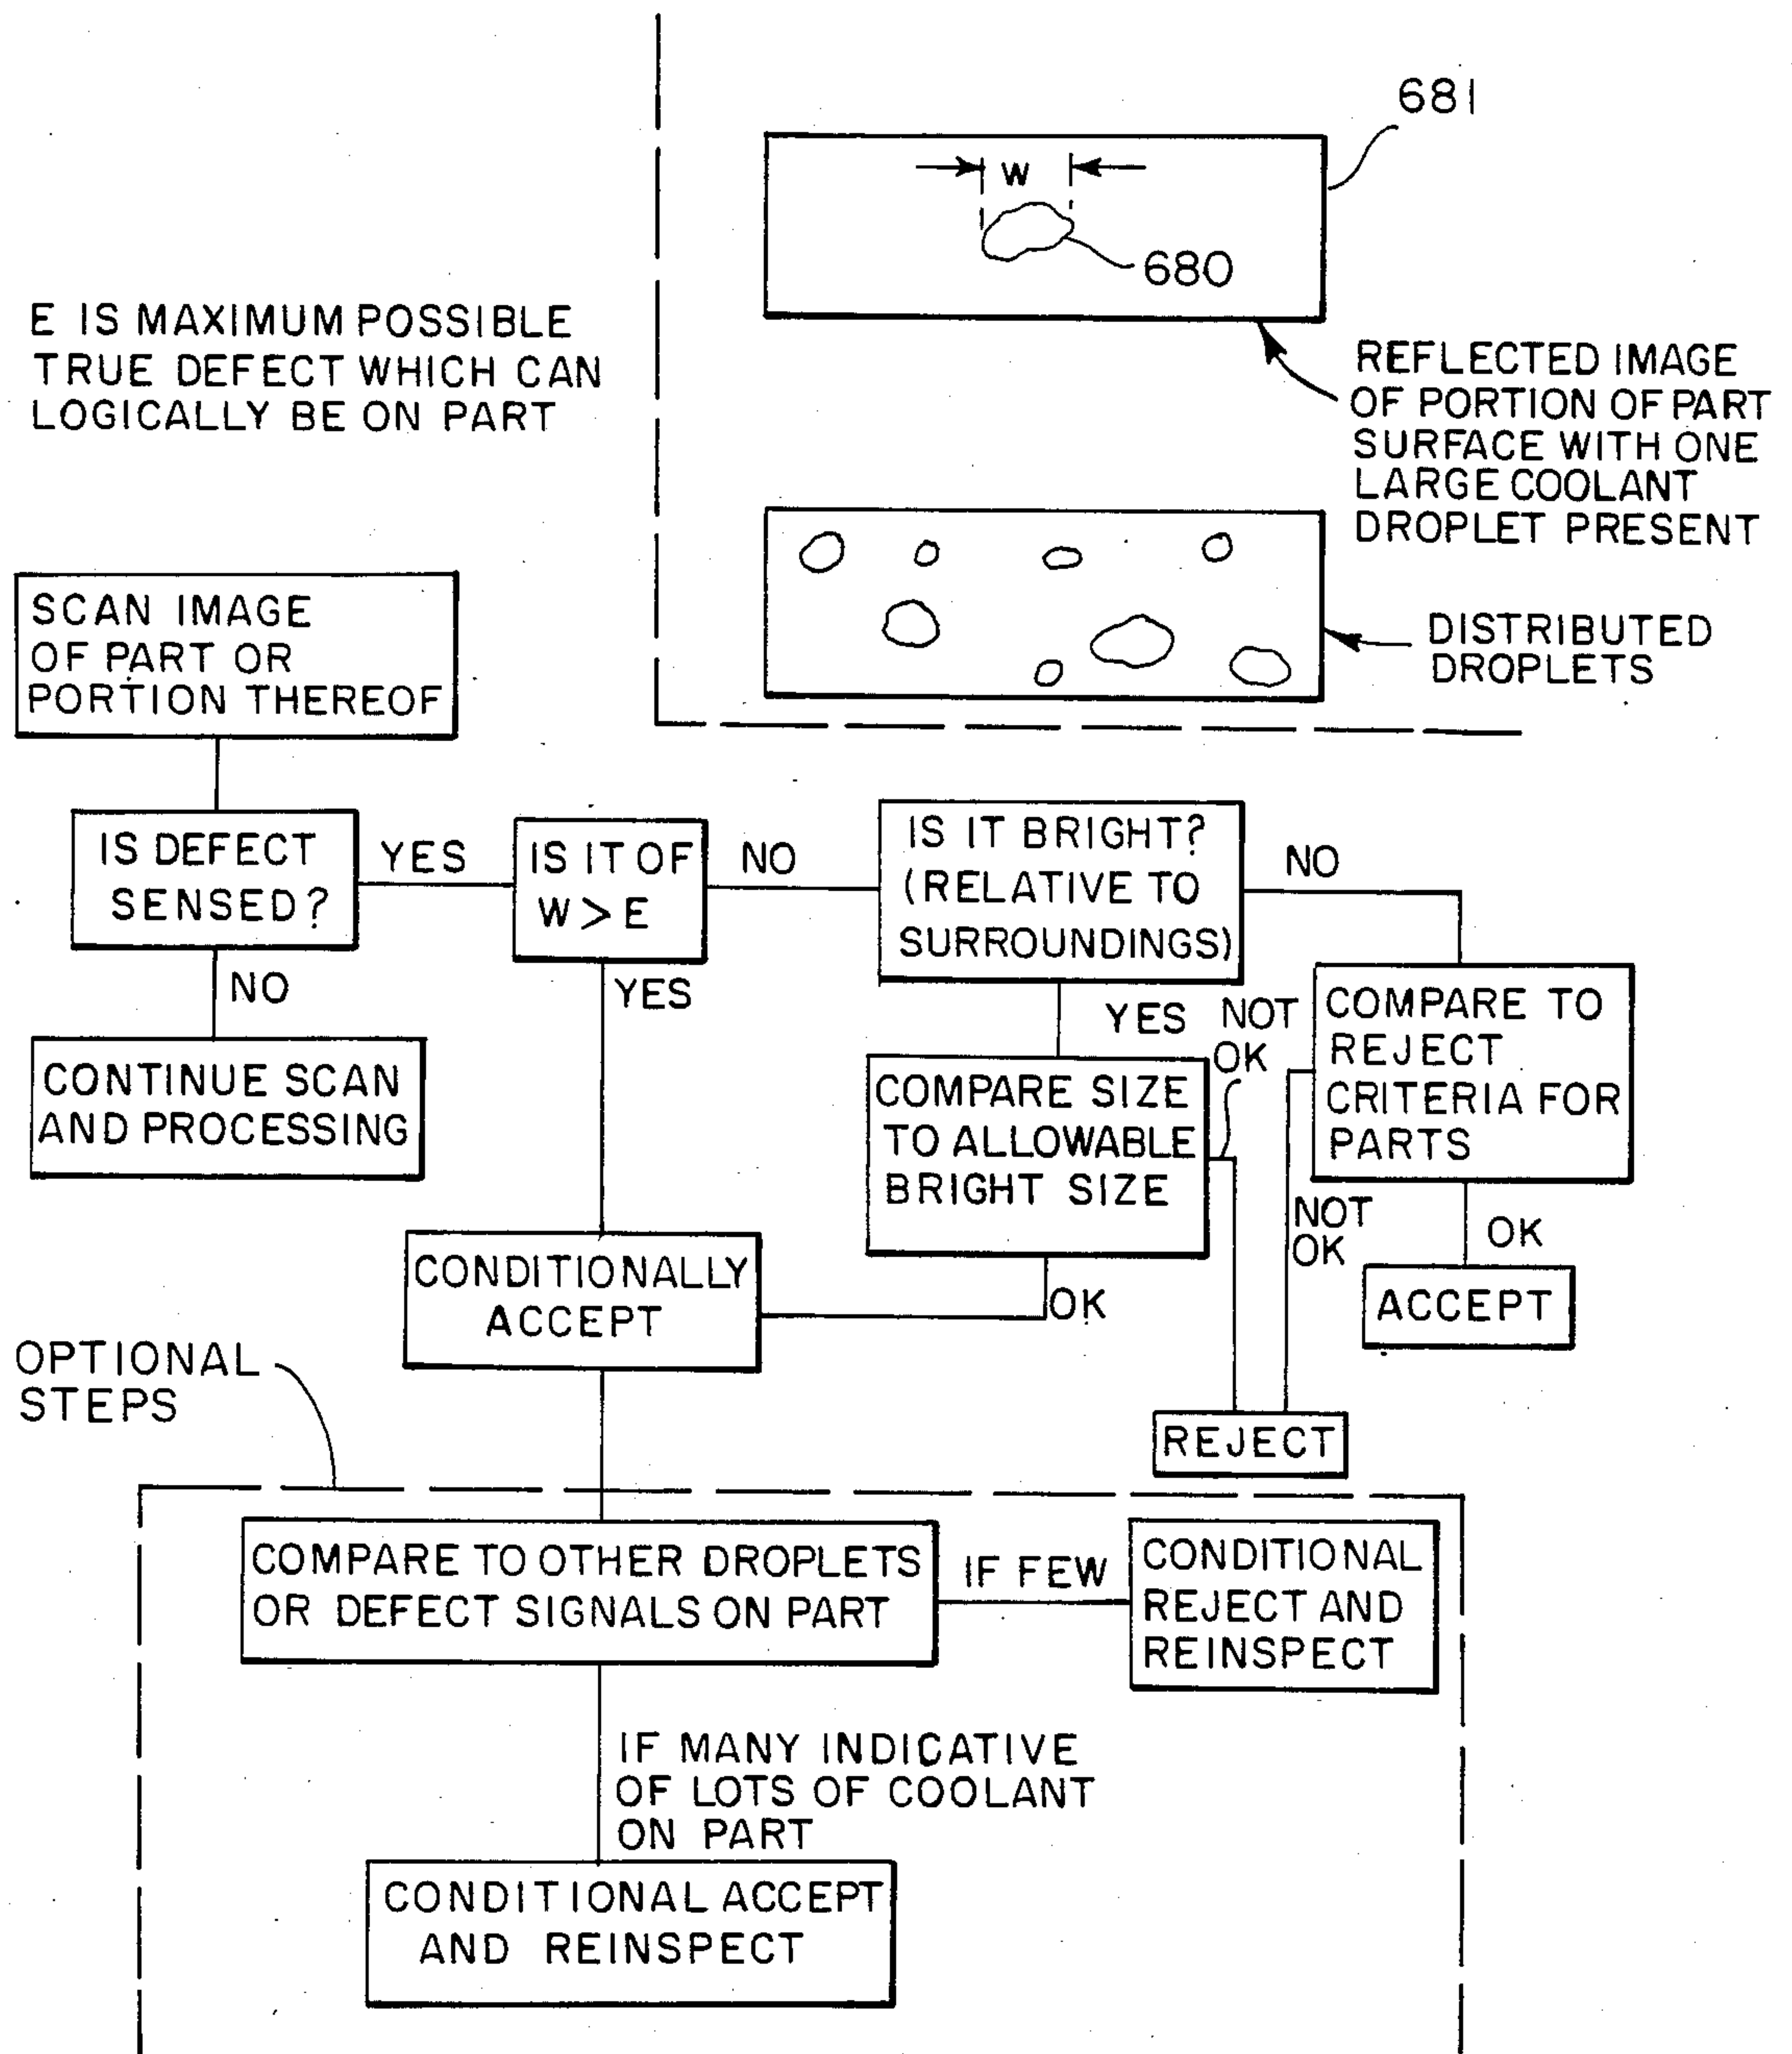 681
W
680
E IS MAXIMUM POSSIBLE
TRUE DEFECT WHICH CAN
LOGICALLY BE ON PART
REFLECTED IMAGE
OF PORTION OF PART
SURFACE WITH ONE
LARGE COOLANT
DROPLET PRESENT
DISTRIBUTED
DROPLETS
SCAN IMAGE
OF PART OR
PORTION THEREOF
IS DEFECT
SENSED?
YES
IS IT OF
W > E
NO
IS IT BRIGHT?
(RELATIVE TO
SURROUNDINGS)
NO
NO
YES
YES
NOT
OK
COMPARE TO
REJECT
CRITERIA FOR
PARTS
CONTINUE SCAN
AND PROCESSING
COMPARE SIZE
TO ALLOWABLE
BRIGHT SIZE
NOT
OK
OK
CONDITIONALLY
ACCEPT
OK
ACCEPT
OPTIONAL
STEPS
REJECT
COMPARE TO OTHER DROPLETS
OR DEFECT SIGNALS ON PART
IF FEW
CONDITIONAL
REJECT AND
REINSPECT
IF MANY INDICATIVE
OF LOTS OF COOLANT
ON PART
CONDITIONAL ACCEPT
AND REINSPECT